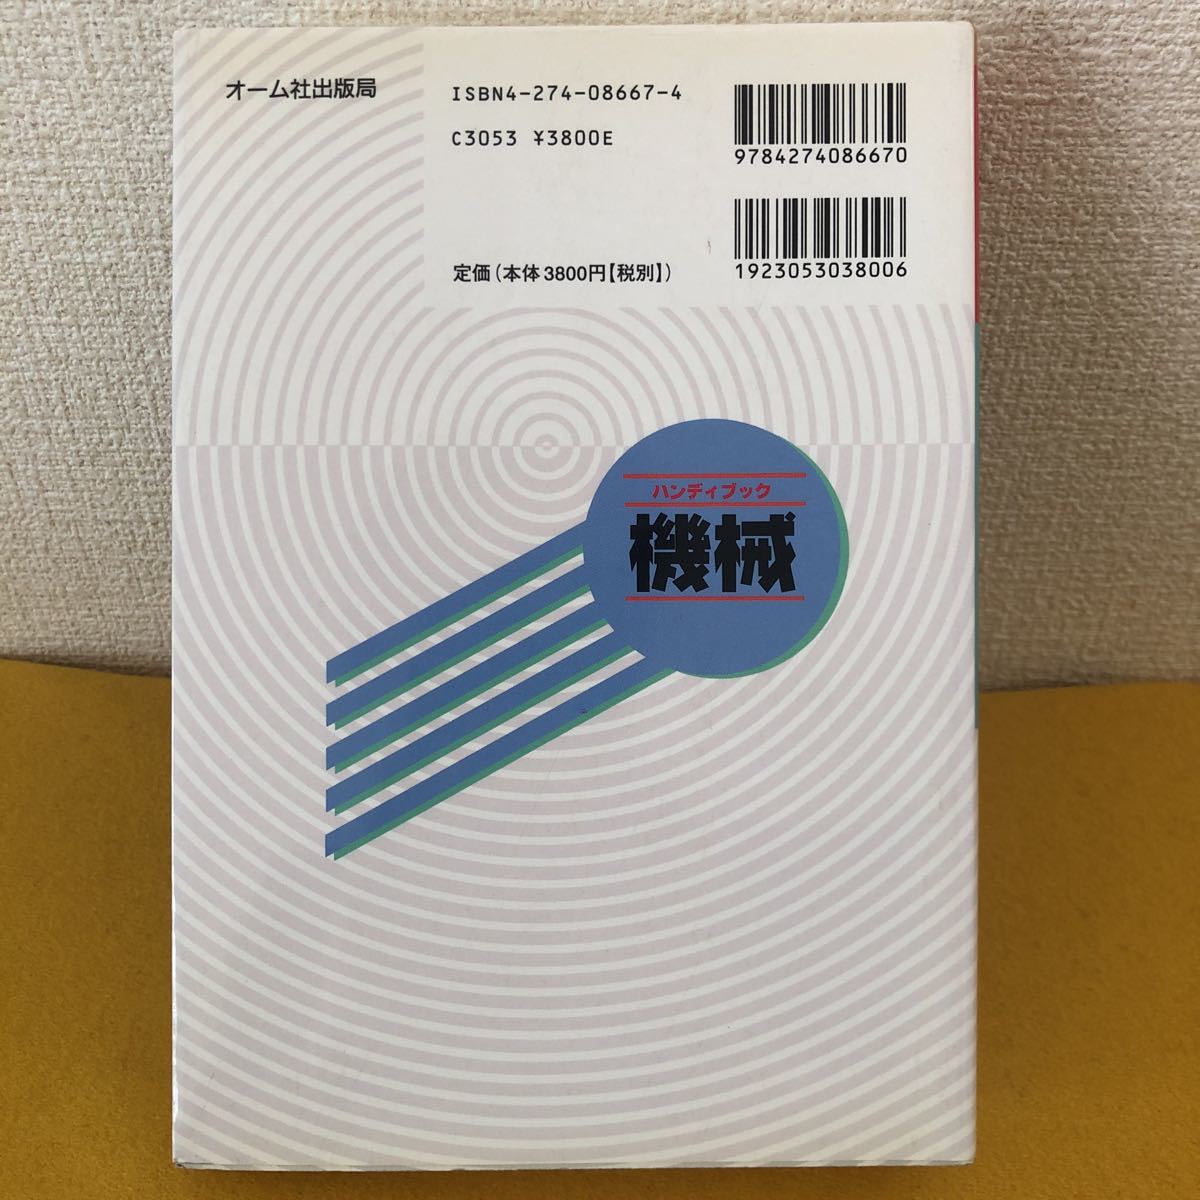 オーム社出版局
ISBN4-274-08667-4
C3053 ¥3800E
定価(本体3800円【税別】)
9784274086670
1923053038006
ハンディブック
機械